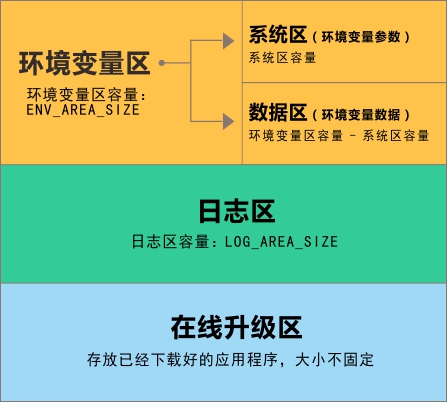 环境变量区
环境变量区容量：
ENV_AREA_SIZE
系统区（环境变量参数）
系统区容量
数据区（环境变量数据）
环境变量区容量 - 系统区容量
日志区
日志区容量：LOG_AREA_SIZE
在线升级区
存放已经下载好的应用程序，大小不固定